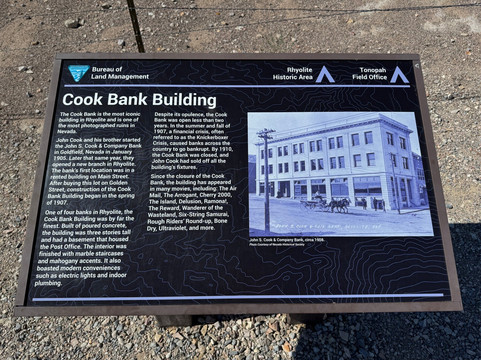 Bureau of
Land Management
Rhyolite
Historic Area
Tonopah
Field Office
Cook Bank Building
The Cook Bank is the most iconic
building in Rhyolite and is one of
the most photographed ruins in
Nevada.
John Cook and his brother started
the John S. Cook & Company Bank
in Goldfield, Nevada in January
1905. Later that same year, they
opened a new branch in Rhyolite.
The bank's first location was in a
rented building on Main Street.
After buying this lot on Golden
Street, construction of the Cook
Bank Building began in the spring
of 1907.
One of four banks in Rhyolite, the
Cook Bank Building was by far the
finest. Built of poured concrete,
the building was three stories tall
and had a basement that housed
the Post Office. The interior was
finished with marble staircases
and mahogany accents. It also
boasted modern conveniences
such as electric lights and indoor
plumbing.
Despite its opulence, the Cook
Bank was open less than two
years. In the summer and fall of
1907, a financial crisis, often
referred to as the Knickerbocker
Crisis, caused banks across the
country to go bankrupt. By 1910,
the Cook Bank was closed, and
John Cook had sold off all the
building's fixtures.
Since the closure of the Cook
Bank, the building has appeared
in many movies, including: The Air
Mail, The Arrogant, Cherry 2000,
The Island, Delusion, Ramona!,
The Reward, Wanderer of the
Wasteland, Six-String Samurai,
Rough Riders' Round-up, Bone
Dry, Ultraviolet, and more.
John S. Cook & Company Bank, circa 1908.
Photo Courtesy of Nevada Historical Society